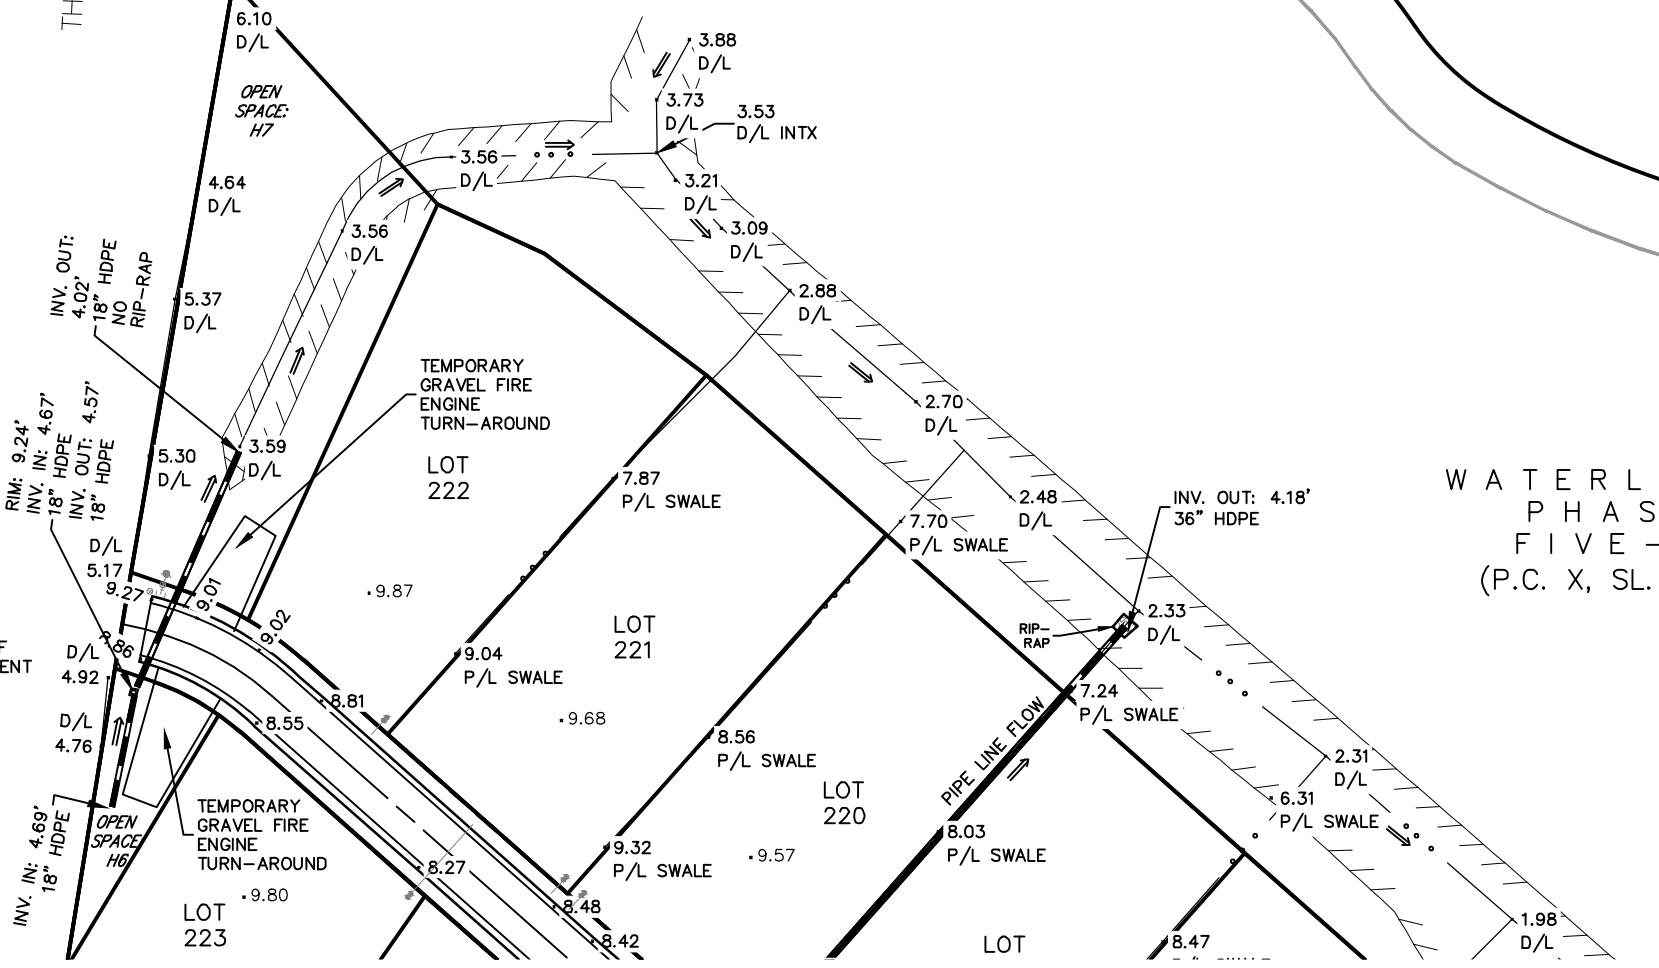 TH
6.10
D/L
OPEN
SPACE:
H7
3.88
D/L
3.73
D/L
3.53
D/L INTX
3.56
D/L
3.21
D/L
4.64
D/L
3.56
D/L
3.09
D/L
INV. OUT:
4.02'
18" HDPE
NO
RIP-RAP
5.37
D/L
2.88
D/L
TEMPORARY
GRAVEL FIRE
ENGINE
TURN-AROUND
2.70
D/L
RIM: 9.24'
INV. IN: 4.67'
18" HDPE
INV. OUT: 4.57'
18" HDPE
5.30
D/L
3.59
D/L
LOT
222
7.87
P/L SWALE
2.48
D/L
INV. OUT: 4.18'
36" HDPE
WATERL
PHAS
FIVE-
(P.C. X, SL.
7.70
P/L SWALE
D/L
5.17
9.27
9.01
9.02
9.87
LOT
221
RIP-
RAP
2.33
D/L
ENT
D/L
4.92
9.04
P/L SWALE
7.24
P/L SWALE
PIPE LINE FLOW
D/L
4.76
8.55
8.81
9.68
8.56
P/L SWALE
2.31
D/L
6.31
P/L SWALE
LOT
220
INV. IN: 4.69'
18" HDPE
OPEN
SPACE
H6
TEMPORARY
GRAVEL FIRE
ENGINE
TURN-AROUND
8.27
9.32
P/L SWALE
9.57
8.03
P/L SWALE
9.80
LOT
223
8.48
8.42
LOT
8.47
1.98
D/L